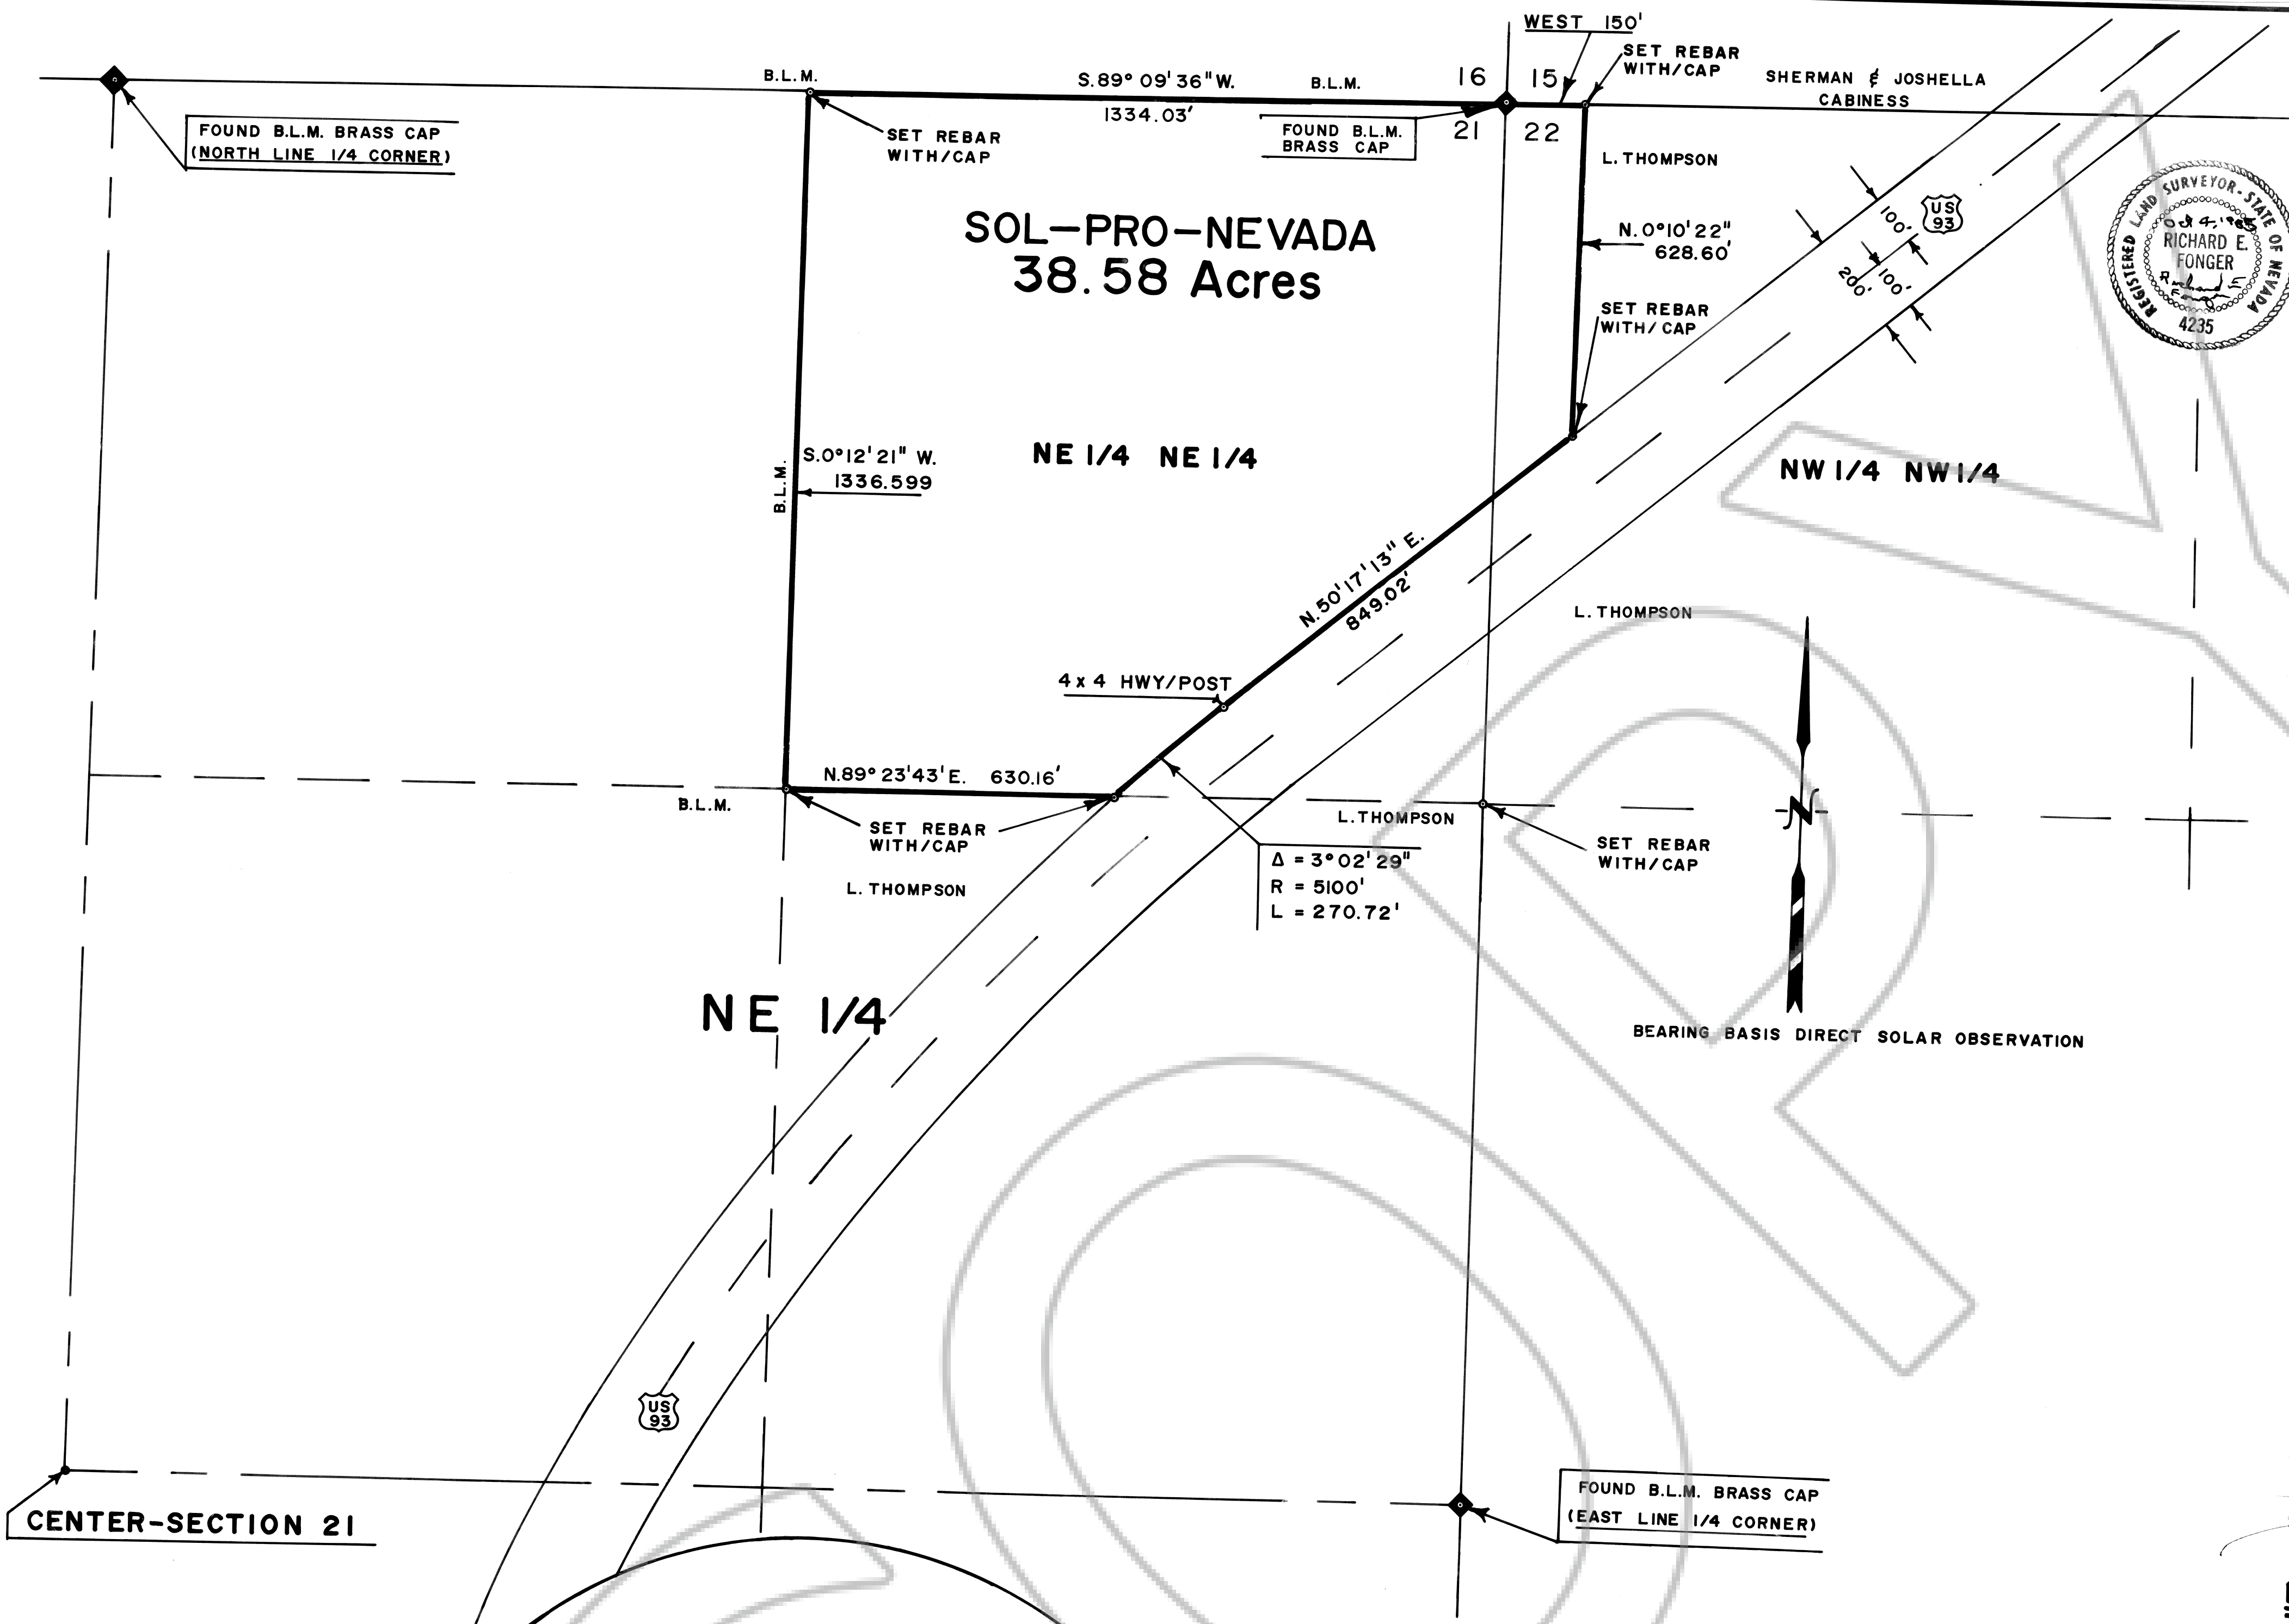 WEST 150'
SET REBAR
WITH/CAP
B.L.M.
S.89° 09' 36" W.
B.L.M.
16
15
SHERMAN & JOSHELLA
CABINESS
1334.03'
FOUND B.L.M. BRASS CAP
(NORTH LINE 1/4 CORNER)
SET REBAR
WITH/CAP
FOUND B.L.M.
BRASS CAP
21
22
L. THOMPSON
SOL-PRO-NEVADA
38.58 Acres
N. 0° 10' 22"
628.60'
100'
US
93
200'
100'
REGISTERED LAND SURVEYOR - STATE OF NEVADA
Oct 4, 1985
RICHARD E.
FONGER
Richard E
Fonger
4235
SET REBAR
WITH/CAP
S.0° 12' 21" W.
1336.599
B.L.M.
NE 1/4 NE 1/4
NW 1/4 NW 1/4
N. 50' 17' 13" E.
849.02'
L. THOMPSON
4 x 4 HWY/POST
N.89° 23' 43' E. 630.16'
B.L.M.
L. THOMPSON
N
SET REBAR
WITH/CAP
SET REBAR
WITH/CAP
Δ = 3° 02' 29"
R = 5100'
L = 270.72'
L. THOMPSON
NE 1/4
BEARING BASIS DIRECT SOLAR OBSERVATION
US
93
CENTER-SECTION 21
FOUND B.L.M. BRASS CAP
(EAST LINE 1/4 CORNER)